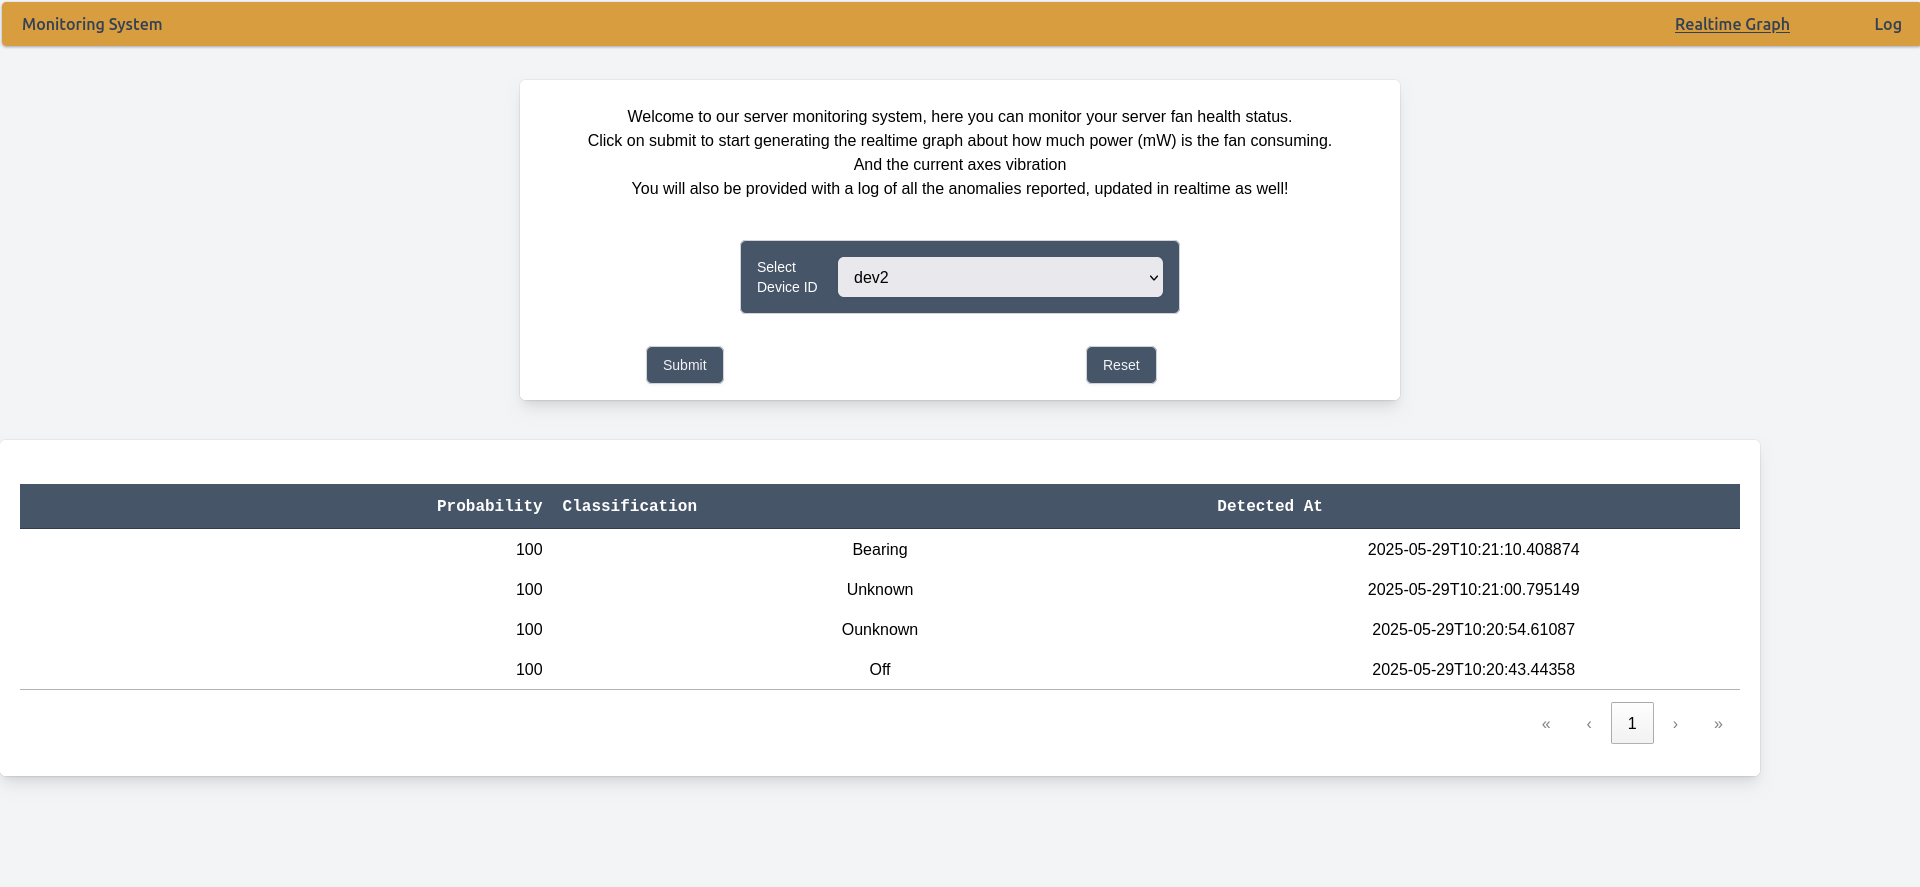 Monitoring System Realtime Graph Log
Welcome to our server monitoring system, here you can monitor your server fan health status.
Click on submit to start generating the realtime graph about how much power (mW) is the fan consuming.
And the current axes vibration
You will also be provided with a log of all the anomalies reported, updated in realtime as well!
Select
Device ID
dev2
Submit Reset
Probability Classification Detected At
100 Bearing 2025-05-29T10:21:10.408874
100 Unknown 2025-05-29T10:21:00.795149
100 Ounknown 2025-05-29T10:20:54.61087
100 Off 2025-05-29T10:20:43.44358
« ‹ 1 › »